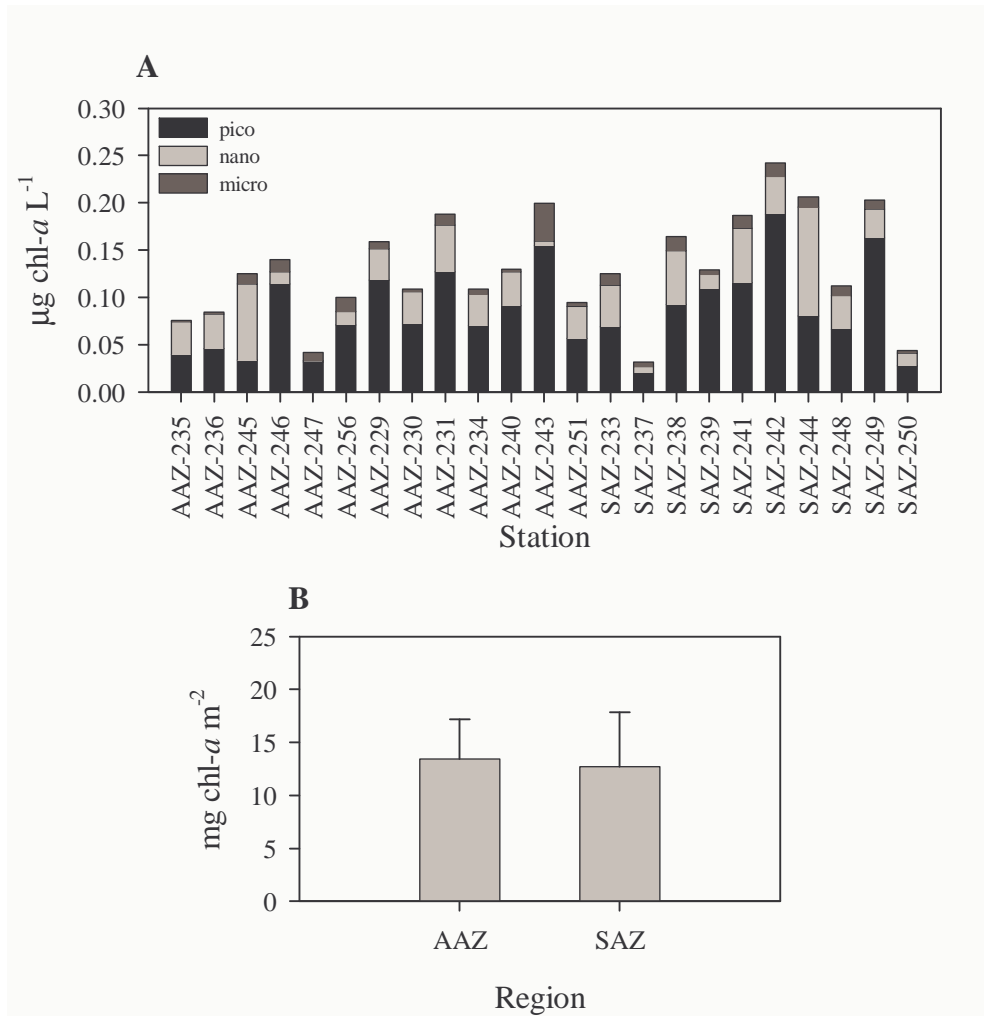 A
0.30
0.25
0.20
0.15
0.10
0.05
0.00
µg chl-a L-1
pico
nano
micro
AAZ-235
AAZ-236
AAZ-245
AAZ-246
AAZ-247
AAZ-256
AAZ-229
AAZ-230
AAZ-231
AAZ-234
AAZ-240
AAZ-243
AAZ-251
SAZ-233
SAZ-237
SAZ-238
SAZ-239
SAZ-241
SAZ-242
SAZ-244
SAZ-248
SAZ-249
SAZ-250
Station
B
25
20
15
10
5
0
mg chl-a m-2
AAZ SAZ
Region